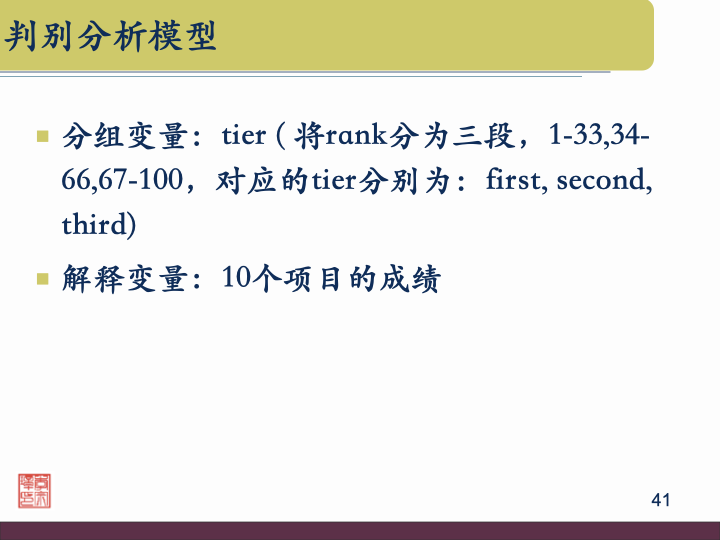 判别分析模型
分组变量：tier ( 将rank分为三段，1-33,34-
66,67-100，对应的tier分别为：first, second,
third)
解释变量：10个项目的成绩
41